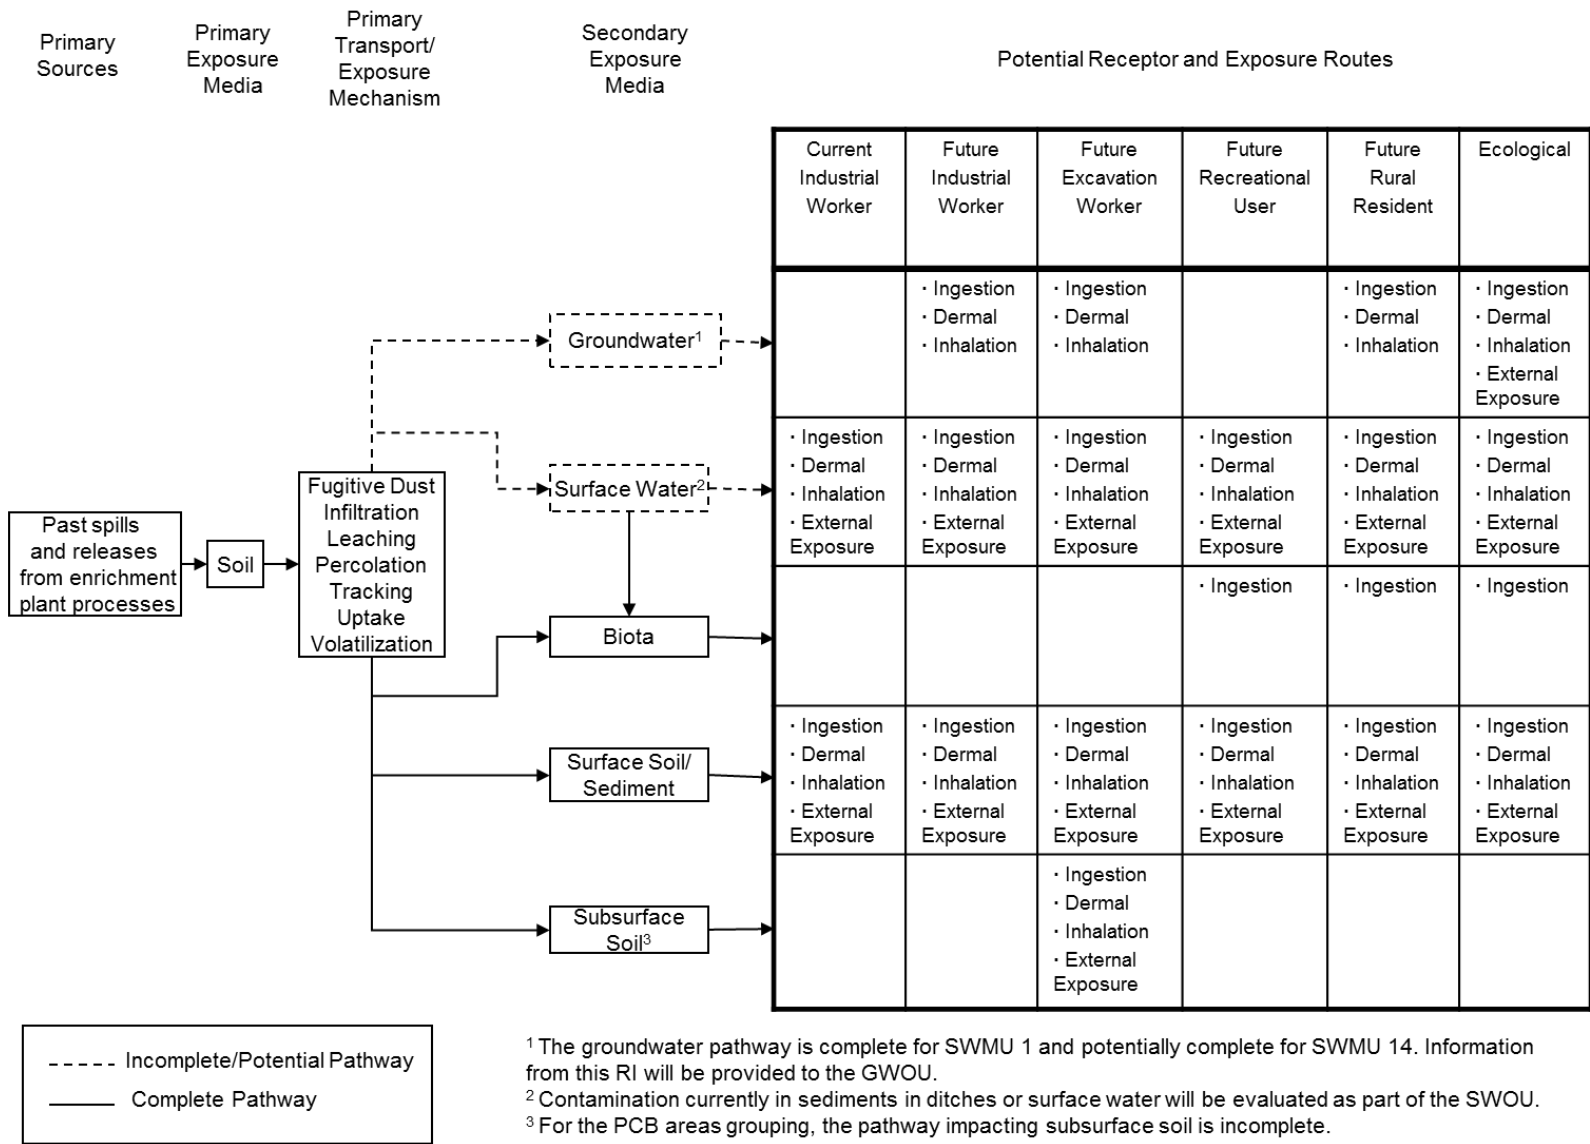 Primary
Sources
Primary
Exposure
Media
Primary
Transport/
Exposure
Mechanism
Secondary
Exposure
Media
Potential Receptor and Exposure Routes
Current
Industrial
Worker
Future
Industrial
Worker
Future
Excavation
Worker
Future
Recreational
User
Future
Rural
Resident
Ecological
Past spills
and releases
from enrichment
plant processes
Soil
Fugitive Dust
Infiltration
Leaching
Percolation
Tracking
Uptake
Volatilization
Groundwater¹
· Ingestion
· Dermal
· Inhalation
· Ingestion
· Dermal
· Inhalation
· Ingestion
· Dermal
· Inhalation
· Ingestion
· Dermal
· Inhalation
· External
Exposure
Surface Water²
· Ingestion
· Dermal
· Inhalation
· External
Exposure
· Ingestion
· Dermal
· Inhalation
· External
Exposure
· Ingestion
· Dermal
· Inhalation
· External
Exposure
· Ingestion
· Dermal
· Inhalation
· External
Exposure
· Ingestion
· Dermal
· Inhalation
· External
Exposure
· Ingestion
· Dermal
· Inhalation
· External
Exposure
Biota
· Ingestion
· Ingestion
· Ingestion
Surface Soil/
Sediment
· Ingestion
· Dermal
· Inhalation
· External
Exposure
· Ingestion
· Dermal
· Inhalation
· External
Exposure
· Ingestion
· Dermal
· Inhalation
· External
Exposure
· Ingestion
· Dermal
· Inhalation
· External
Exposure
· Ingestion
· Dermal
· Inhalation
· External
Exposure
· Ingestion
· Dermal
· Inhalation
· External
Exposure
Subsurface
Soil³
· Ingestion
· Dermal
· Inhalation
· External
Exposure
Incomplete/Potential Pathway
Complete Pathway
¹ The groundwater pathway is complete for SWMU 1 and potentially complete for SWMU 14. Information
from this RI will be provided to the GWOU.
² Contamination currently in sediments in ditches or surface water will be evaluated as part of the SWOU.
³ For the PCB areas grouping, the pathway impacting subsurface soil is incomplete.